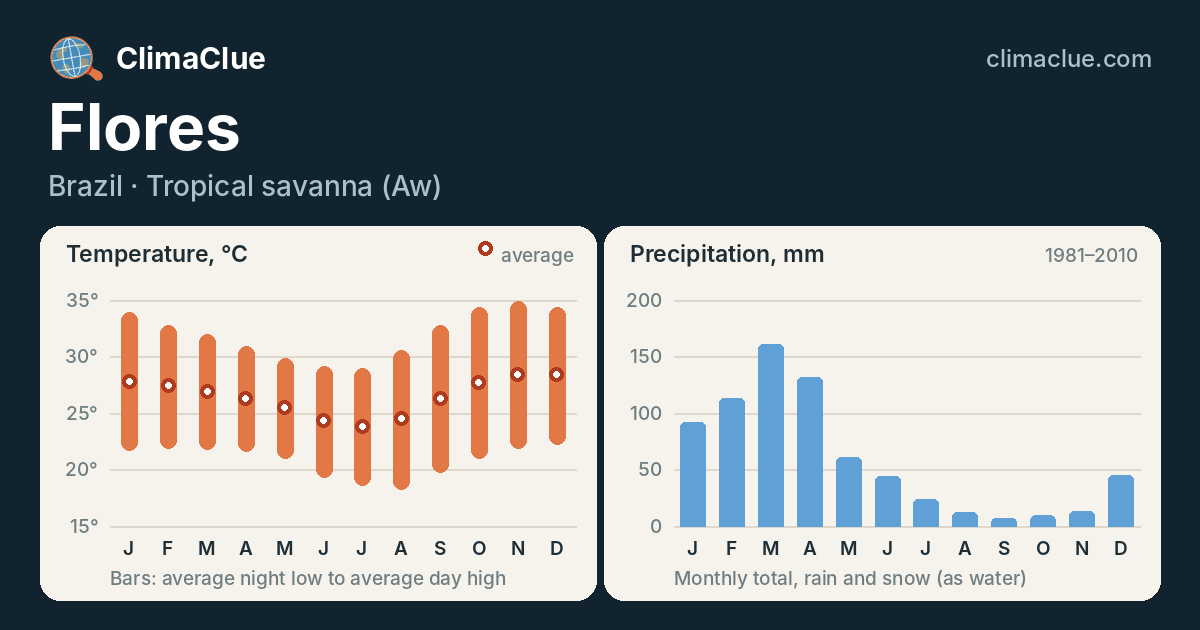 ClimaClue
climaclue.com
Flores
Brazil · Tropical savanna (Aw)
Temperature, °C
average
35°
30°
25°
20°
15°
J F M A M J J A S O N D
Bars: average night low to average day high
Precipitation, mm
1981–2010
200
150
100
50
0
J F M A M J J A S O N D
Monthly total, rain and snow (as water)